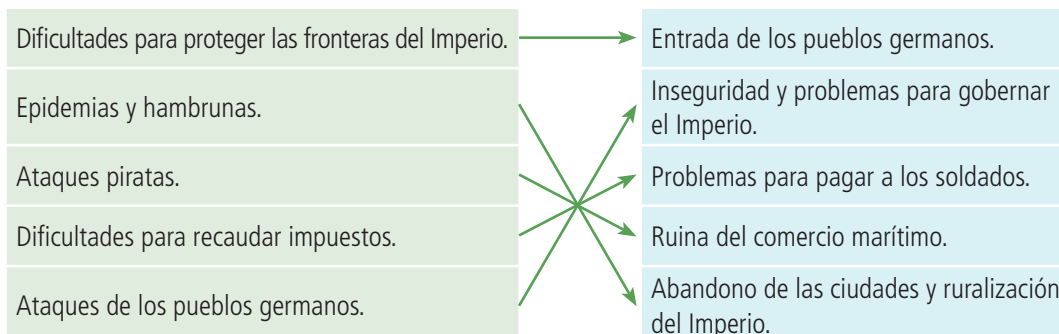 Dificultades para proteger las fronteras del Imperio.
Entrada de los pueblos germanos.
Epidemias y hambrunas.
Inseguridad y problemas para gobernar
el Imperio.
Ataques piratas.
Problemas para pagar a los soldados.
Dificultades para recaudar impuestos.
Ruina del comercio marítimo.
Ataques de los pueblos germanos.
Abandono de las ciudades y ruralización
del Imperio.